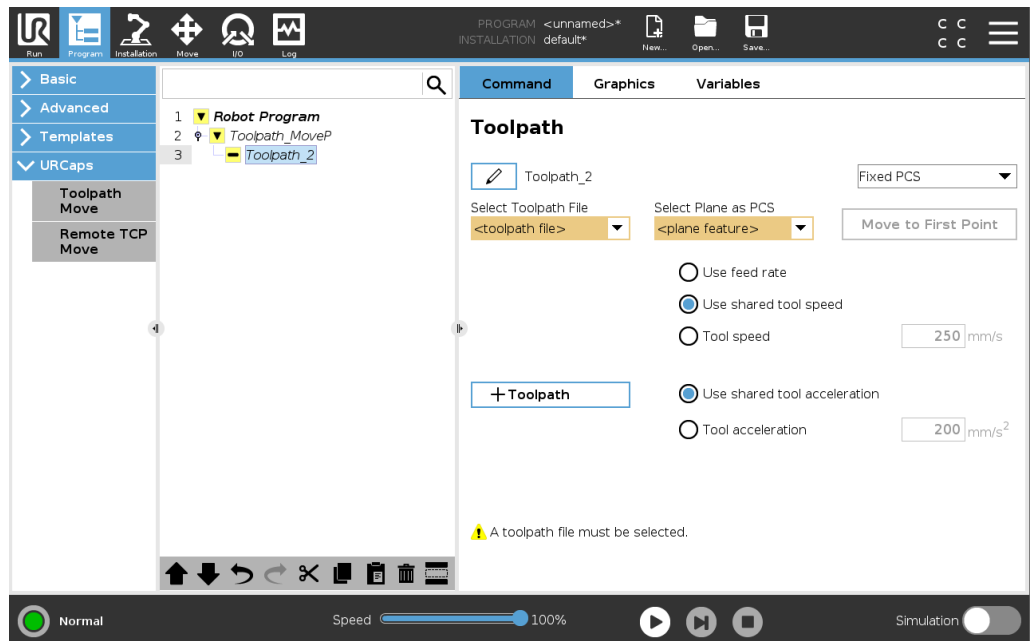 UR
PROGRAM <unnamed>*
INSTALLATION default*
Run Program Installation Move I/O Log
New... Open... Save...
C C
C C
Basic
Advanced
Templates
URCaps
Toolpath
Move
Remote TCP
Move
1 Robot Program
2 Toolpath_MoveP
3 Toolpath_2
Command Graphics Variables
Toolpath
Toolpath_2
Fixed PCS
Select Toolpath File
<toolpath file>
Select Plane as PCS
<plane feature>
Move to First Point
Use feed rate
Use shared tool speed
Tool speed 250 mm/s
+Toolpath
Use shared tool acceleration
Tool acceleration 200 mm/s²
A toolpath file must be selected.
Normal
Speed 100%
Simulation